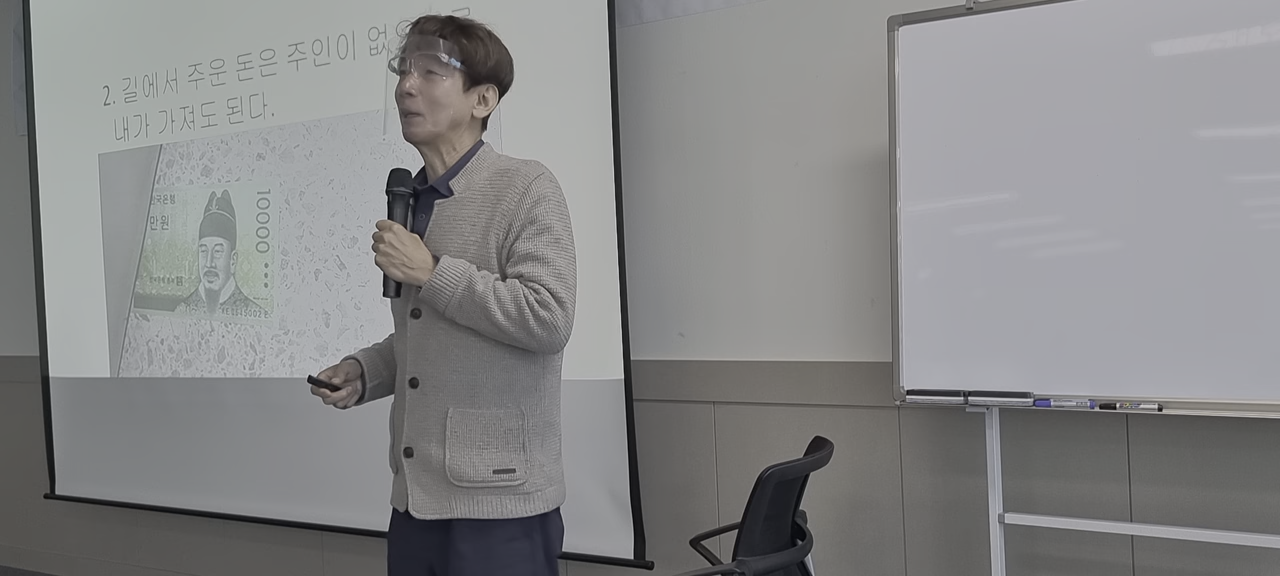 2. 길에서 주운 돈은 주인이 없
내가 가져도 된다.
만원
10000